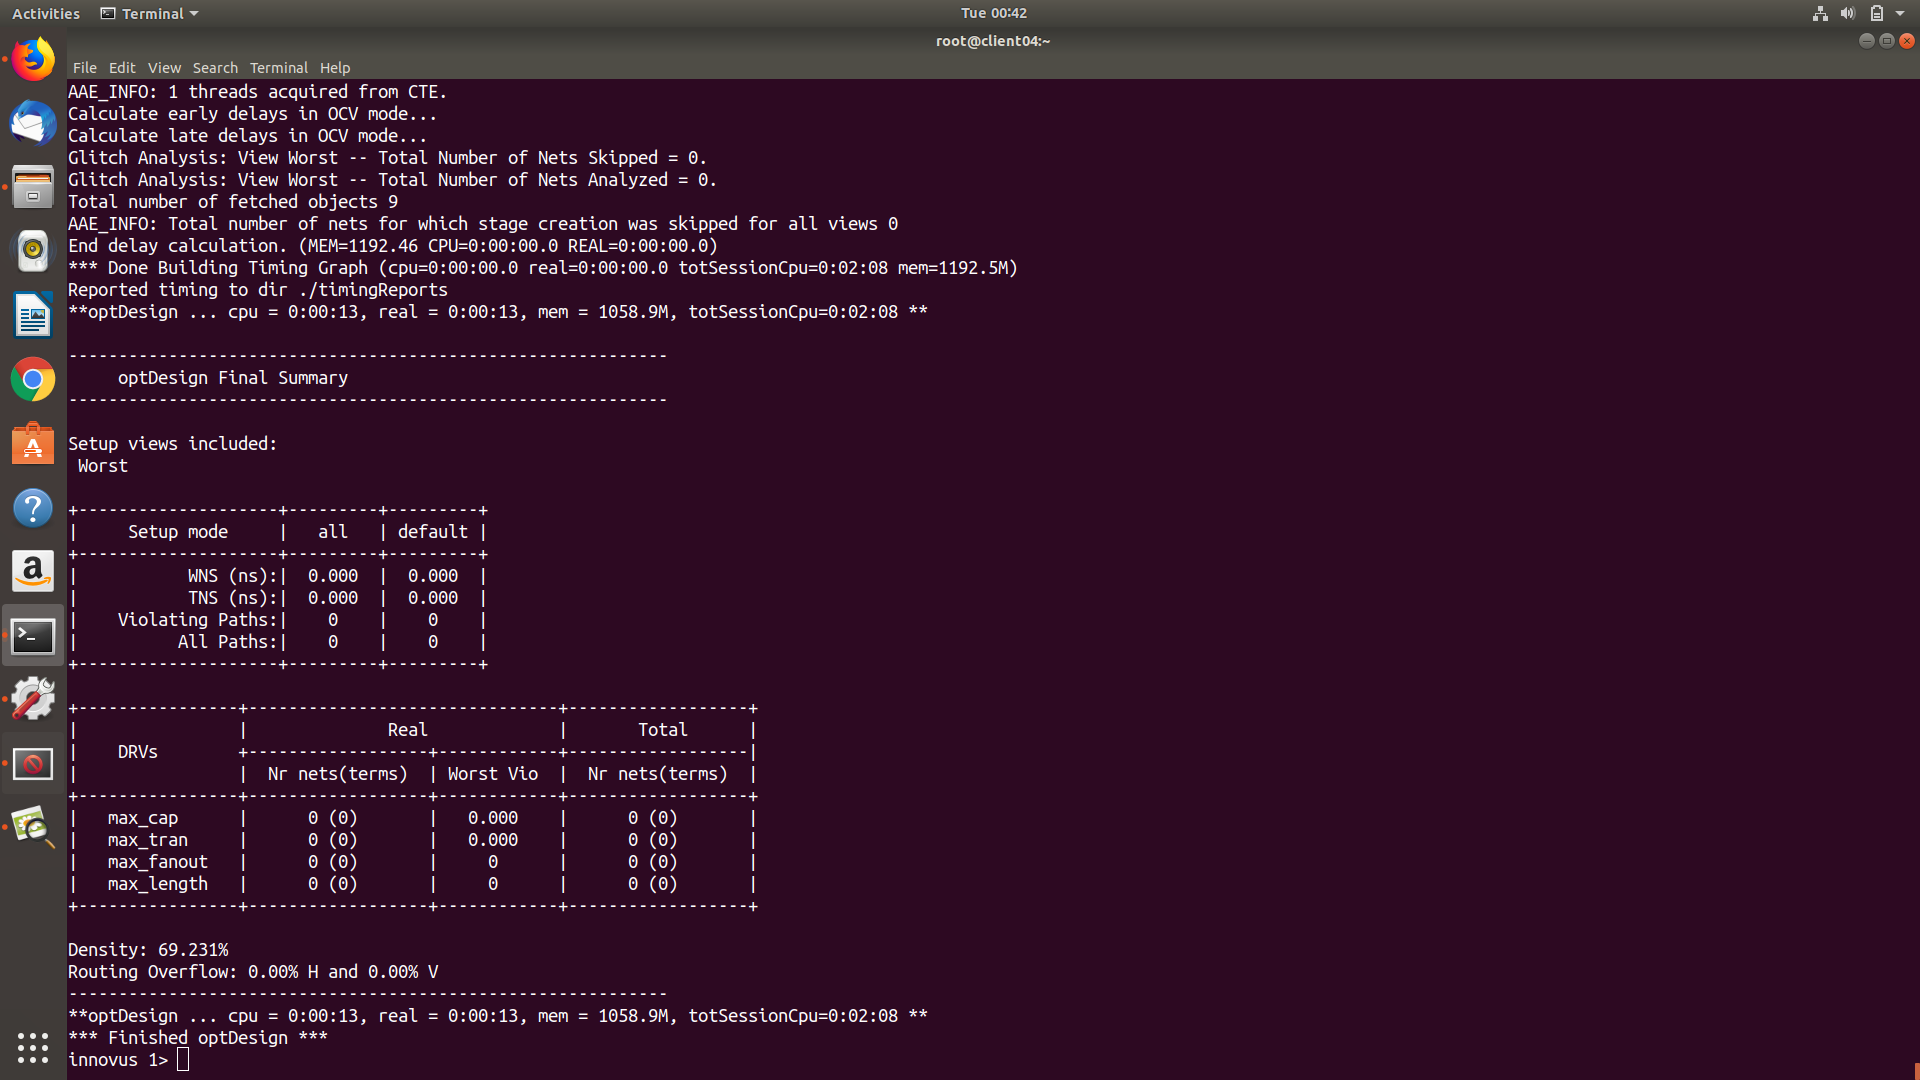 Activities Terminal Tue 00:42
root@client04:~
File Edit View Search Terminal Help
AAE_INFO: 1 threads acquired from CTE.
Calculate early delays in OCV mode...
Calculate late delays in OCV mode...
Glitch Analysis: View Worst -- Total Number of Nets Skipped = 0.
Glitch Analysis: View Worst -- Total Number of Nets Analyzed = 0.
Total number of fetched objects 9
AAE_INFO: Total number of nets for which stage creation was skipped for all views 0
End delay calculation. (MEM=1192.46 CPU=0:00:00.0 REAL=0:00:00.0)
*** Done Building Timing Graph (cpu=0:00:00.0 real=0:00:00.0 totSessionCpu=0:02:08 mem=1192.5M)
Reported timing to dir ./timingReports
**optDesign ... cpu = 0:00:13, real = 0:00:13, mem = 1058.9M, totSessionCpu=0:02:08 **

------------------------------------------------------------
     optDesign Final Summary
------------------------------------------------------------

Setup views included:
 Worst

+--------------------+---------+---------+
|     Setup mode     |   all   | default |
+--------------------+---------+---------+
|           WNS (ns):|  0.000  |  0.000  |
|           TNS (ns):|  0.000  |  0.000  |
|    Violating Paths:|    0    |    0    |
|          All Paths:|    0    |    0    |
+--------------------+---------+---------+

+----------------+-------------------------------+------------------+
|                |              Real             |       Total      |
|    DRVs        +------------------+------------+------------------|
|                |  Nr nets(terms)  | Worst Vio  |  Nr nets(terms)  |
+----------------+------------------+------------+------------------+
|   max_cap      |      0 (0)       |   0.000    |      0 (0)       |
|   max_tran     |      0 (0)       |   0.000    |      0 (0)       |
|   max_fanout   |      0 (0)       |     0      |      0 (0)       |
|   max_length   |      0 (0)       |     0      |      0 (0)       |
+----------------+------------------+------------+------------------+

Density: 69.231%
Routing Overflow: 0.00% H and 0.00% V
------------------------------------------------------------
**optDesign ... cpu = 0:00:13, real = 0:00:13, mem = 1058.9M, totSessionCpu=0:02:08 **
*** Finished optDesign ***
innovus 1>